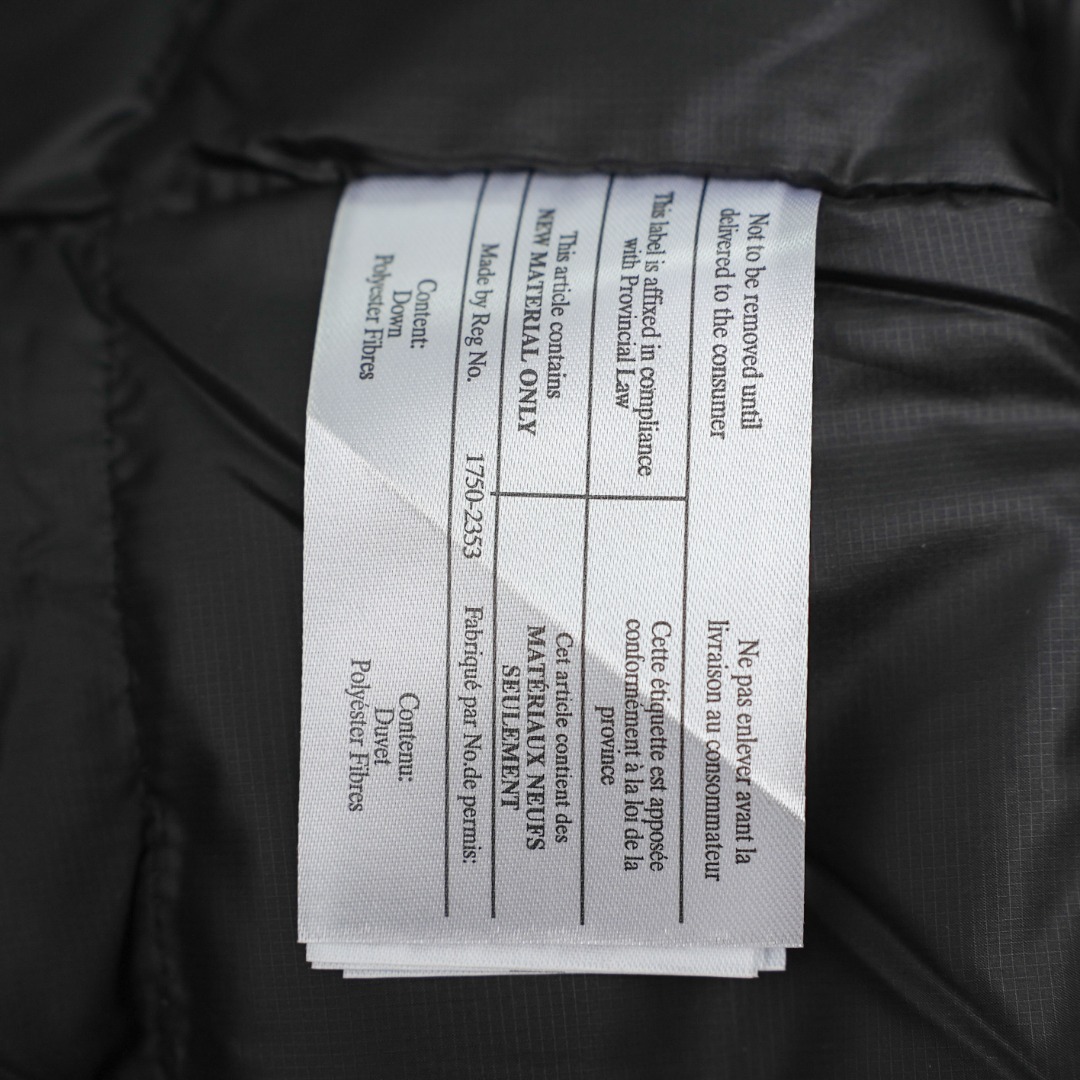 Not to be removed until
delivered to the consumer
Ne pas enlever avant la
livraison au consommateur
This label is affixed in compliance
with Provincial Law
Cette étiquette est apposée
conformément à la loi de la
province
This article contains
NEW MATERIAL ONLY
Cet article contient des
MATÉRIAUX NEUFS
SEULEMENT
Made by Reg No. 1750-2353 Fabriqué par No.de permis:
Content:
Down
Polyester Fibres
Contenu:
Duvet
Polyéster Fibres